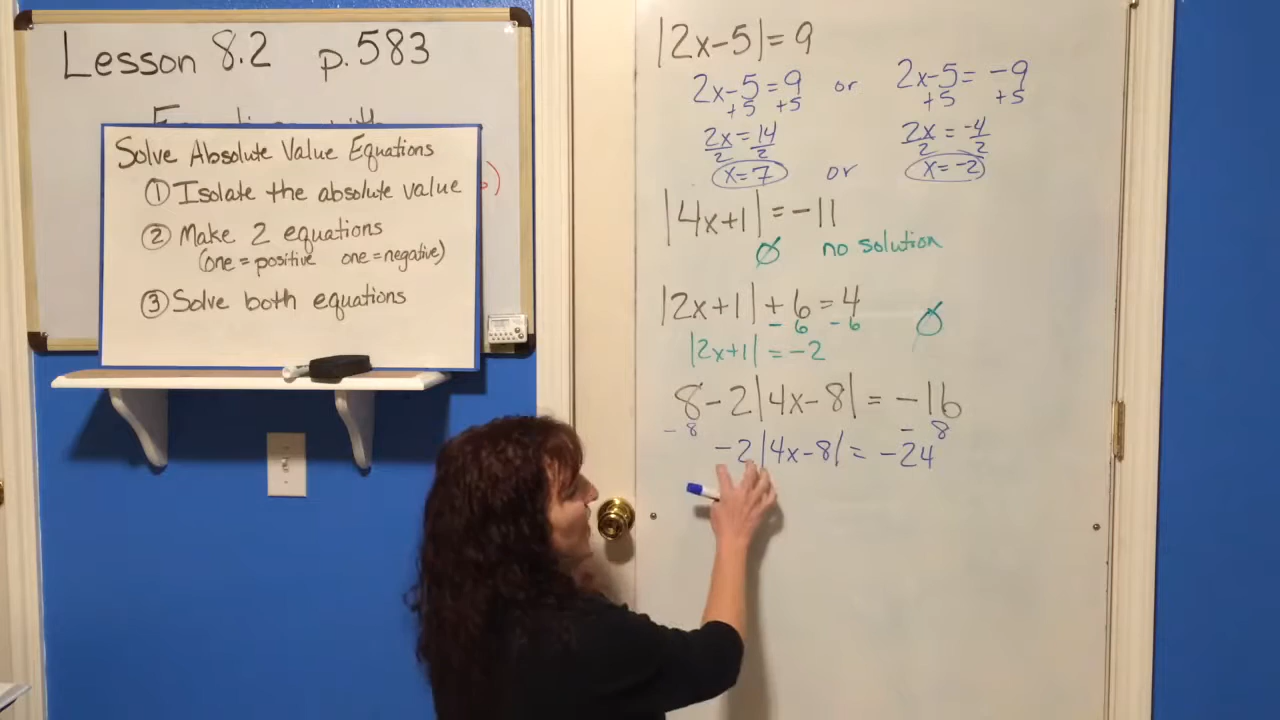 Lesson 8.2 p.583
Solve Absolute Value Equations
① Isolate the absolute value
② Make 2 equations
(one = positive one = negative)
③ Solve both equations
|2x-5| = 9
2x-5 = 9 or 2x-5 = -9
+5 +5 +5 +5
2x = 14 2x = -4
2 2 2 2
x = 7 or x = -2
|4x+1| = -11
∅ no solution
|2x+1| + 6 = 4
- 6 - 6 ∅
|2x+1| = -2
8 - 2|4x-8| = -16
- 8 - 8
-2|4x-8| = -24